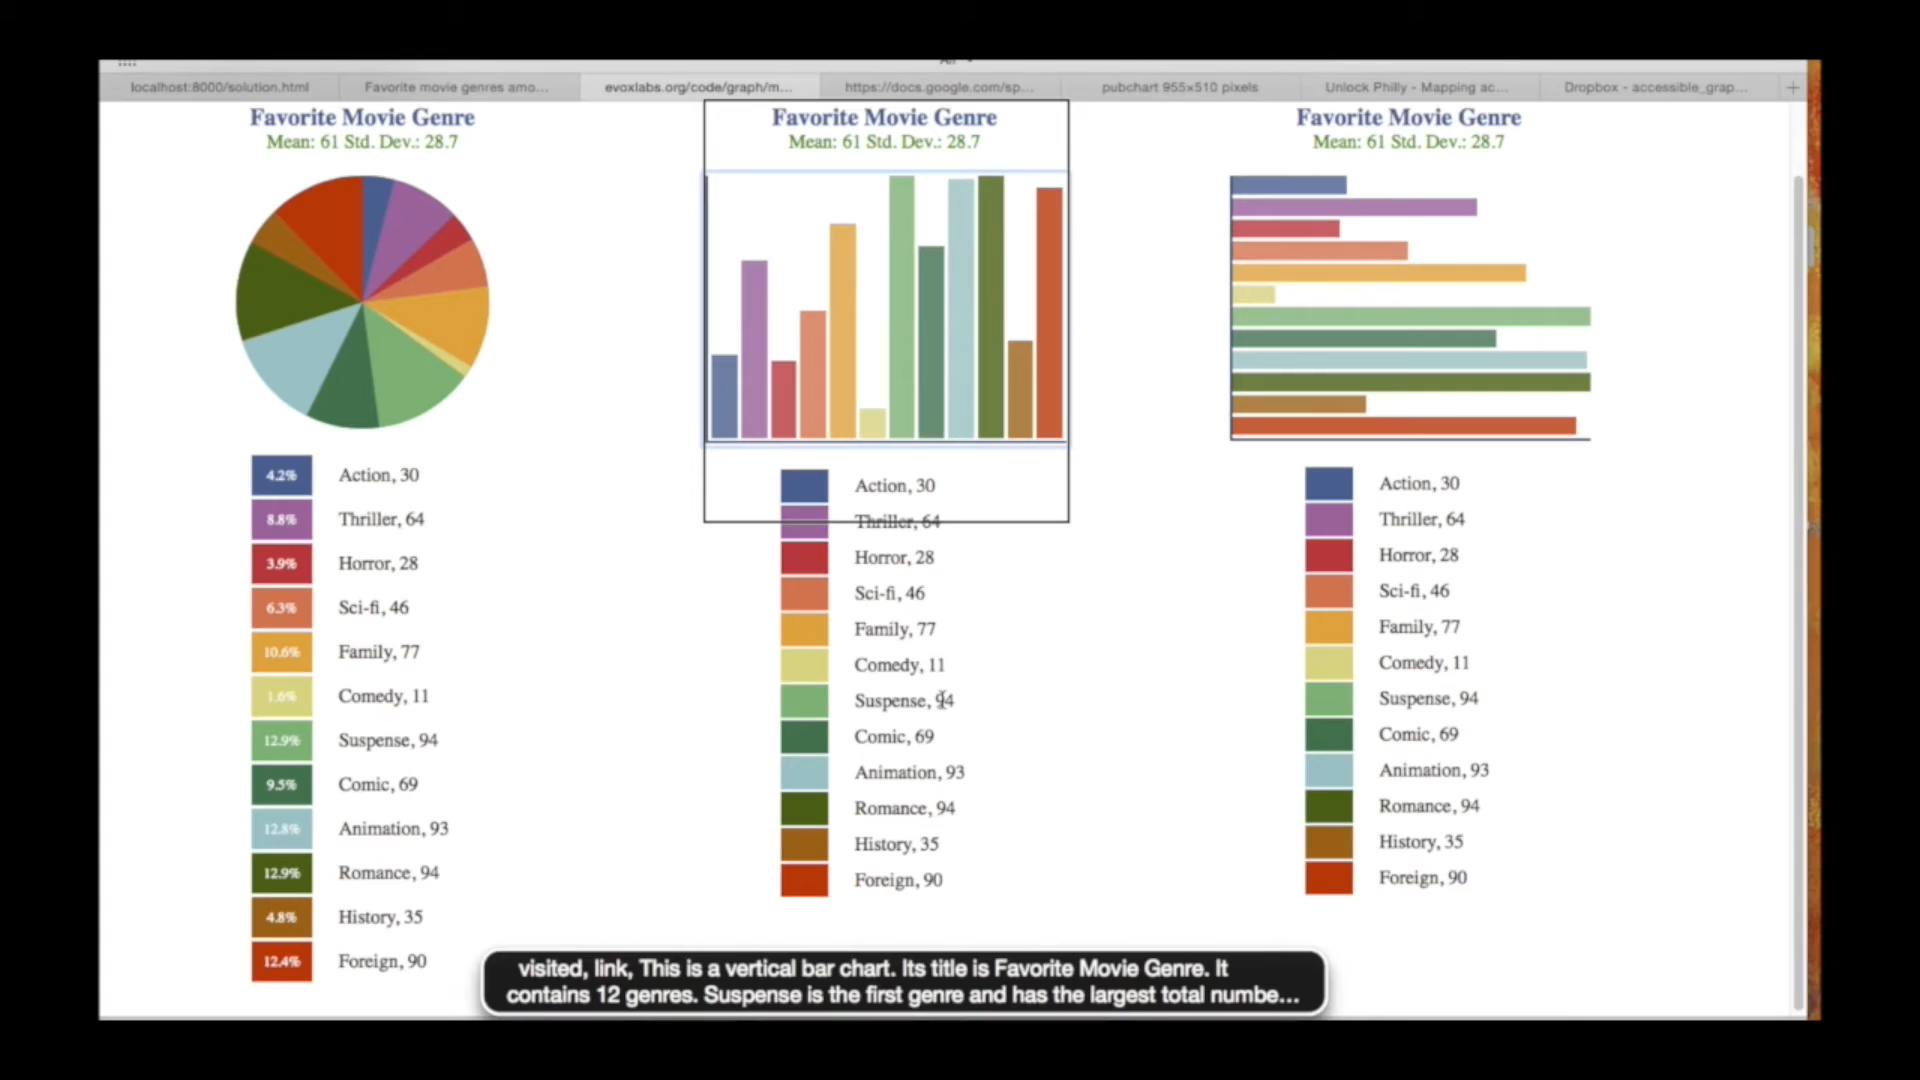 localhost:8000/solution.html
Favorite movie genres amo...
evoxlabs.org/code/graph/m...
https://docs.google.com/sp...
pubchart 955×510 pixels
Unlock Philly - Mapping ac...
Dropbox - accessible_grap...
+
Favorite Movie Genre
Mean: 61 Std. Dev.: 28.7
4.2% Action, 30
8.8% Thriller, 64
3.9% Horror, 28
6.3% Sci-fi, 46
10.6% Family, 77
1.6% Comedy, 11
12.9% Suspense, 94
9.5% Comic, 69
12.8% Animation, 93
12.9% Romance, 94
4.8% History, 35
12.4% Foreign, 90
Favorite Movie Genre
Mean: 61 Std. Dev.: 28.7
Action, 30
Thriller, 64
Horror, 28
Sci-fi, 46
Family, 77
Comedy, 11
Suspense, 94
Comic, 69
Animation, 93
Romance, 94
History, 35
Foreign, 90
Favorite Movie Genre
Mean: 61 Std. Dev.: 28.7
Action, 30
Thriller, 64
Horror, 28
Sci-fi, 46
Family, 77
Comedy, 11
Suspense, 94
Comic, 69
Animation, 93
Romance, 94
History, 35
Foreign, 90
visited, link, This is a vertical bar chart. Its title is Favorite Movie Genre. It
contains 12 genres. Suspense is the first genre and has the largest total numbe...